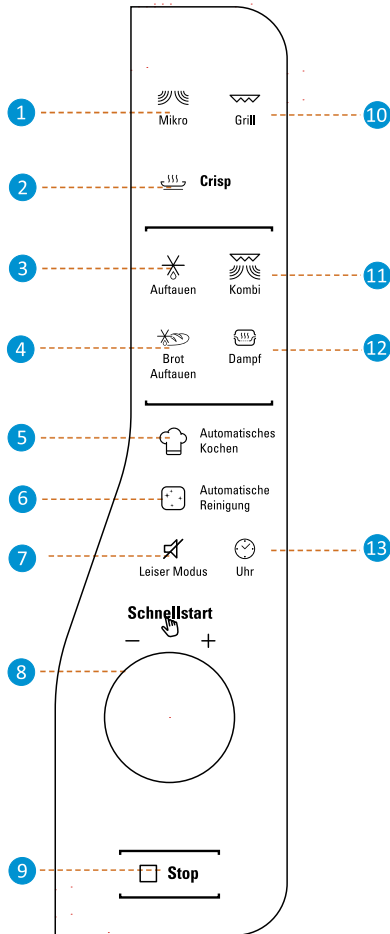 1
Mikro
Grill
10
2
Crisp
3
Auftauen
Kombi
11
4
Brot
Auftauen
Dampf
12
5
Automatisches
Kochen
6
Automatische
Reinigung
7
Leiser Modus
Uhr
13
Schnellstart
− +
8
9
Stop